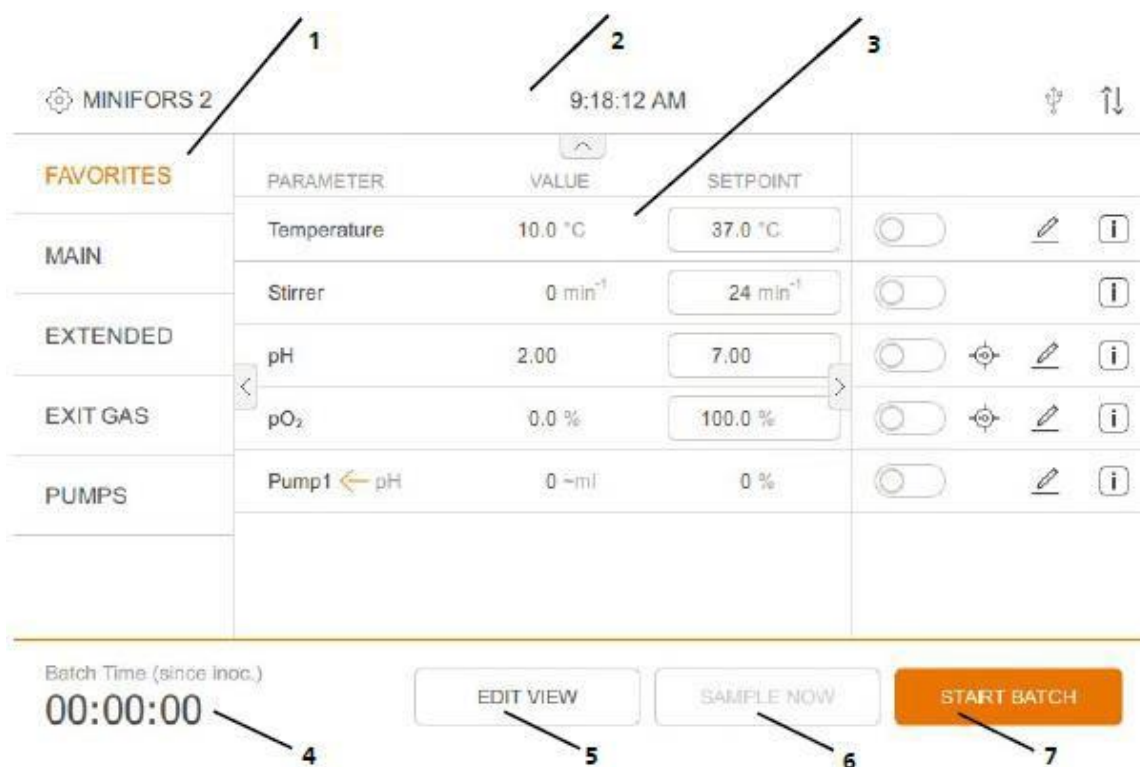 1 2 3
MINIFORS 2 9:18:12 AM
FAVORITES
PARAMETER VALUE SETPOINT
Temperature 10.0 °C 37.0 °C i
MAIN
Stirrer 0 min⁻¹ 24 min⁻¹ i
EXTENDED
pH 2.00 7.00 i
EXIT GAS
pO₂ 0.0 % 100.0 % i
Pump1 ← pH 0 ~ml 0 % i
PUMPS
Batch Time (since inoc.)
00:00:00
EDIT VIEW SAMPLE NOW START BATCH
4 5 6 7